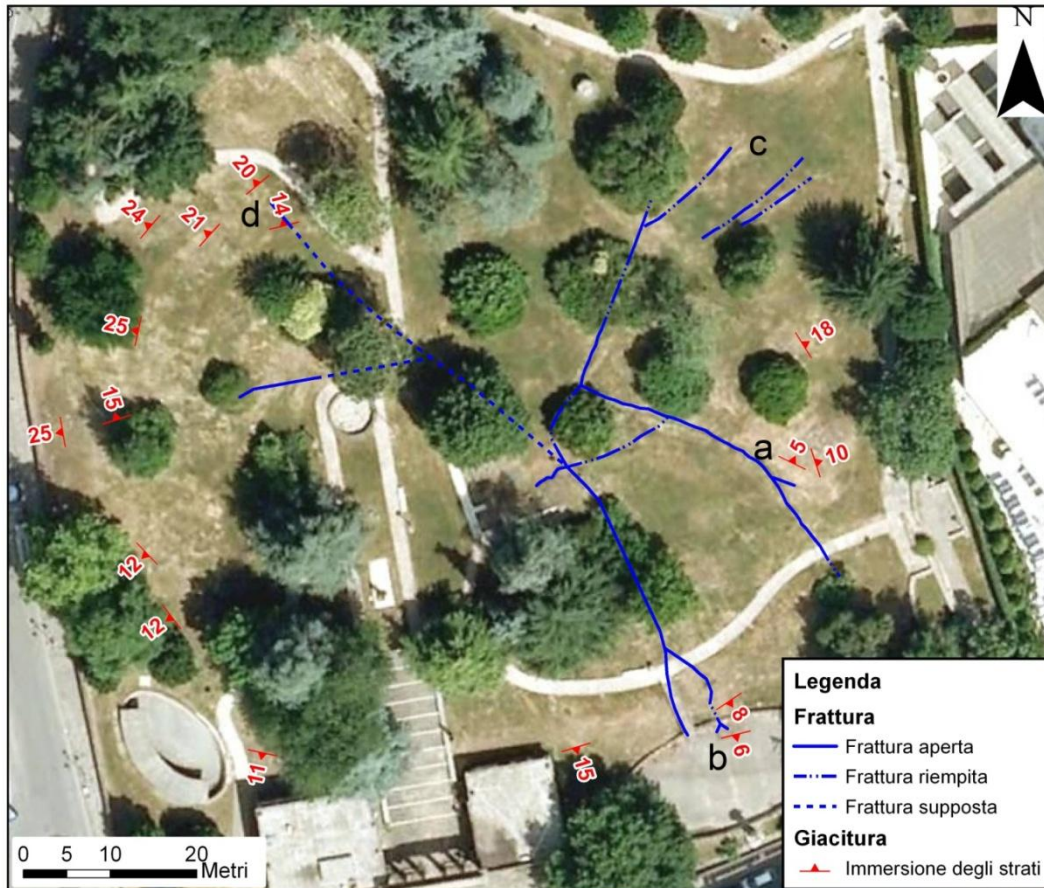 N
c
20
d
14
24
21
25
18
15
25
a
5
10
12
12
8
b
6
11
15
Legenda
Frattura
Frattura aperta
Frattura riempita
Frattura supposta
Giacitura
Immersione degli strati
0 5 10 20
Metri